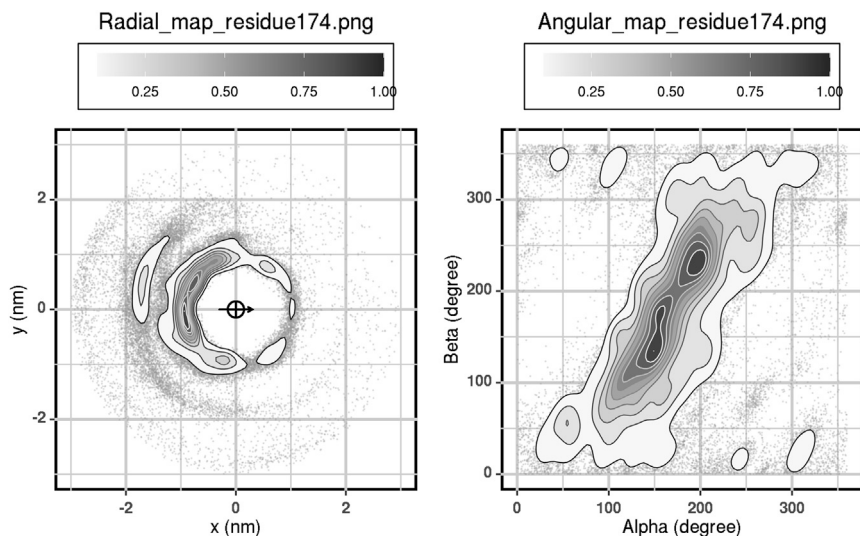 Radial_map_residue174.png
0.25 0.50 0.75 1.00
y (nm)
2
0
-2
-2 0 2
x (nm)
Angular_map_residue174.png
0.25 0.50 0.75 1.00
Beta (degree)
300
200
100
0
0 100 200 300
Alpha (degree)